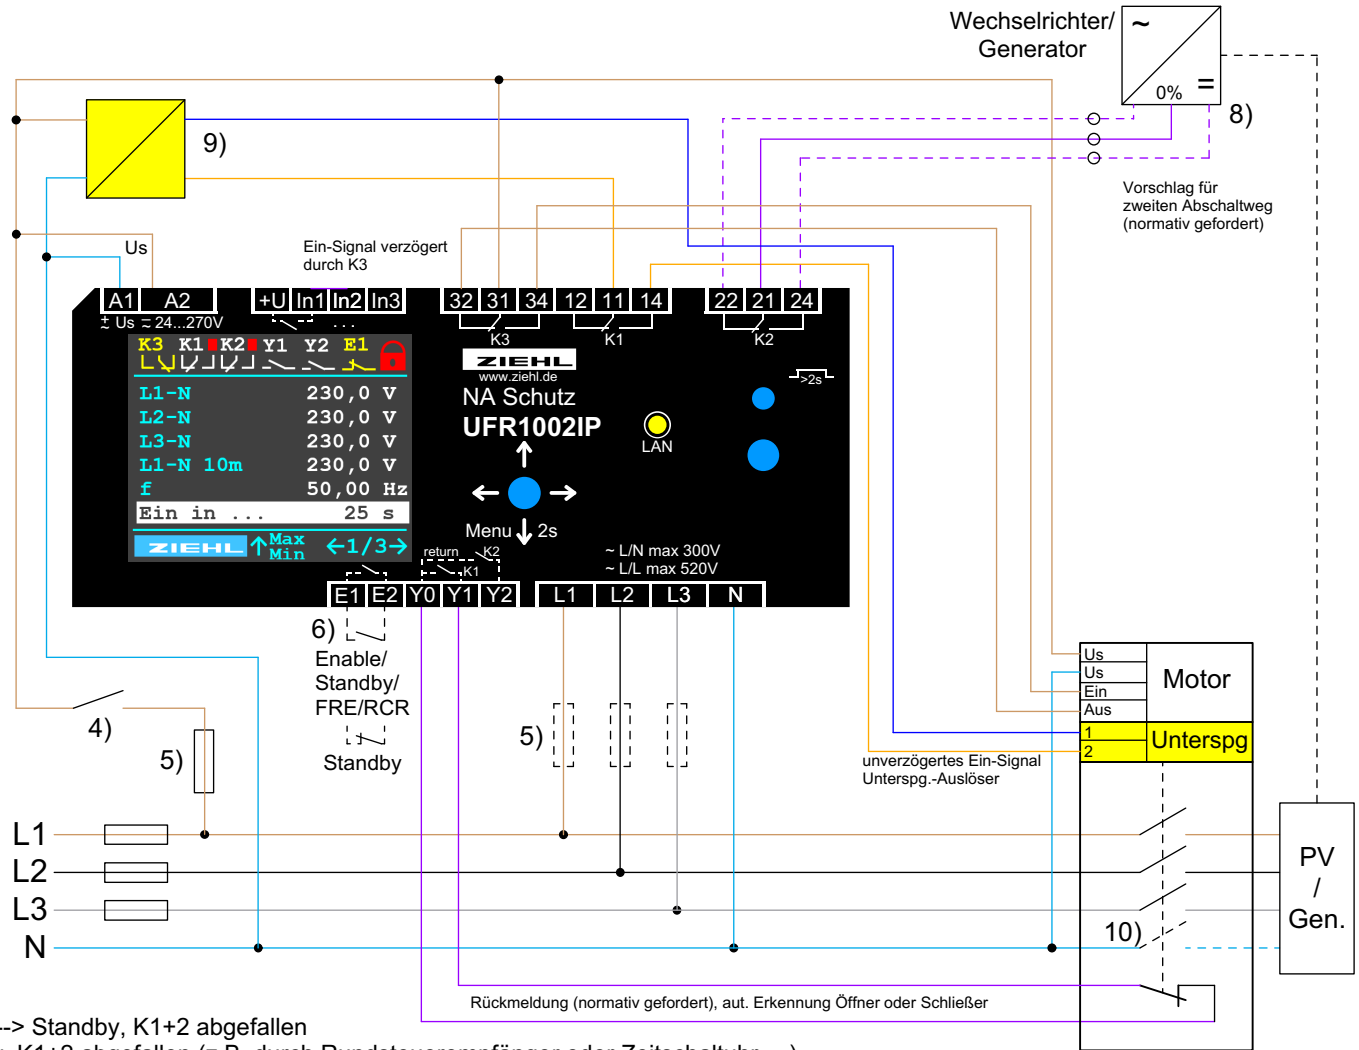 Wechselrichter/
Generator
~
0%
=
8)
9)
Vorschlag für
zweiten Abschaltweg
(normativ gefordert)
Us
Ein-Signal verzögert
durch K3
A1 A2 +U In1 In2 In3 32 31 34 12 11 14 22 21 24
Us 24...270V
...
K3 K1 K2
K3 K1 K2 Y1 Y2 E1
ZIEHL
www.ziehl.de
NA Schutz
UFR1002IP
LAN
>2s
L1-N 230,0 V
L2-N 230,0 V
L3-N 230,0 V
L1-N 10m 230,0 V
f 50,00 Hz
Ein in ... 25 s
ZIEHL Max
Min
1/3
Menu 2s
return K2
K1
~ L/N max 300V
~ L/L max 520V
E1 E2 Y0 Y1 Y2 L1 L2 L3 N
6)
Enable/
Standby/
FRE/RCR
Standby
4)
5)
5)
Us
Us
Ein
Aus
Motor
1
2
Unterspg
unverzögertes Ein-Signal
Unterspg.-Auslöser
L1
L2
L3
N
10)
PV
/
Gen.
Rückmeldung (normativ gefordert), aut. Erkennung Öffner oder Schließer
--> Standby, K1+2 abgefallen